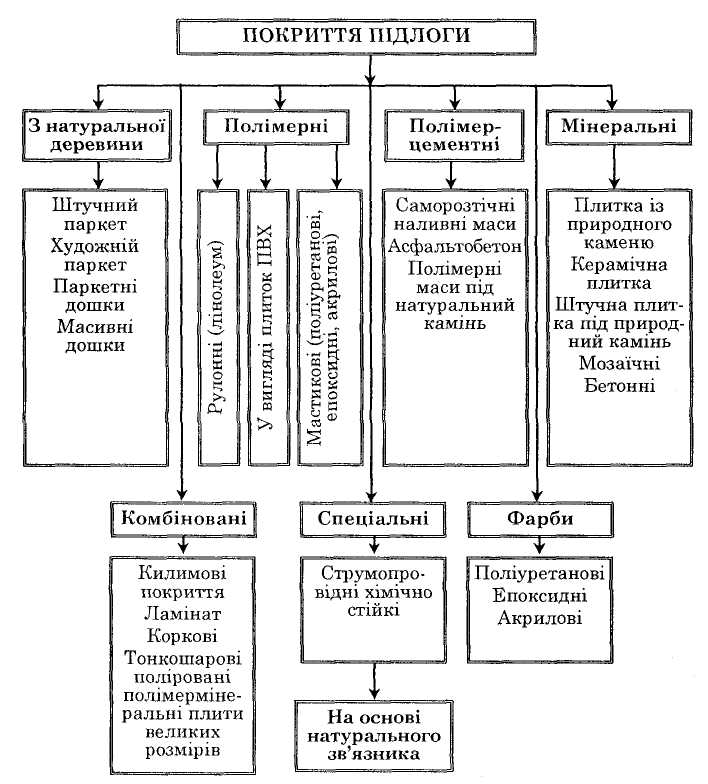 ПОКРИТТЯ ПІДЛОГИ
З натуральної
деревини
Полімерні
Полімер-
цементні
Мінеральні
Штучний
паркет
Художній
паркет
Паркетні
дошки
Масивні
дошки
Рулонні (лінолеум)
У вигляді плиток ПВХ
Мастикові (поліуретанові,
епоксидні, акрилові)
Саморозтічні
наливні маси
Асфальтобетон
Полімерні
маси під
натуральний
камінь
Плитка із
природного
каменю
Керамічна
плитка
Штучна плит-
ка під природ-
ний камінь
Мозаїчні
Бетонні
Комбіновані
Спеціальні
Фарби
Килимові
покриття
Ламінат
Коркові
Тонкошарові
поліровані
полімерміне-
ральні плити
великих
розмірів
Струмопро-
відні хімічно
стійкі
Поліуретанові
Епоксидні
Акрилові
На основі
натурального
зв’язника